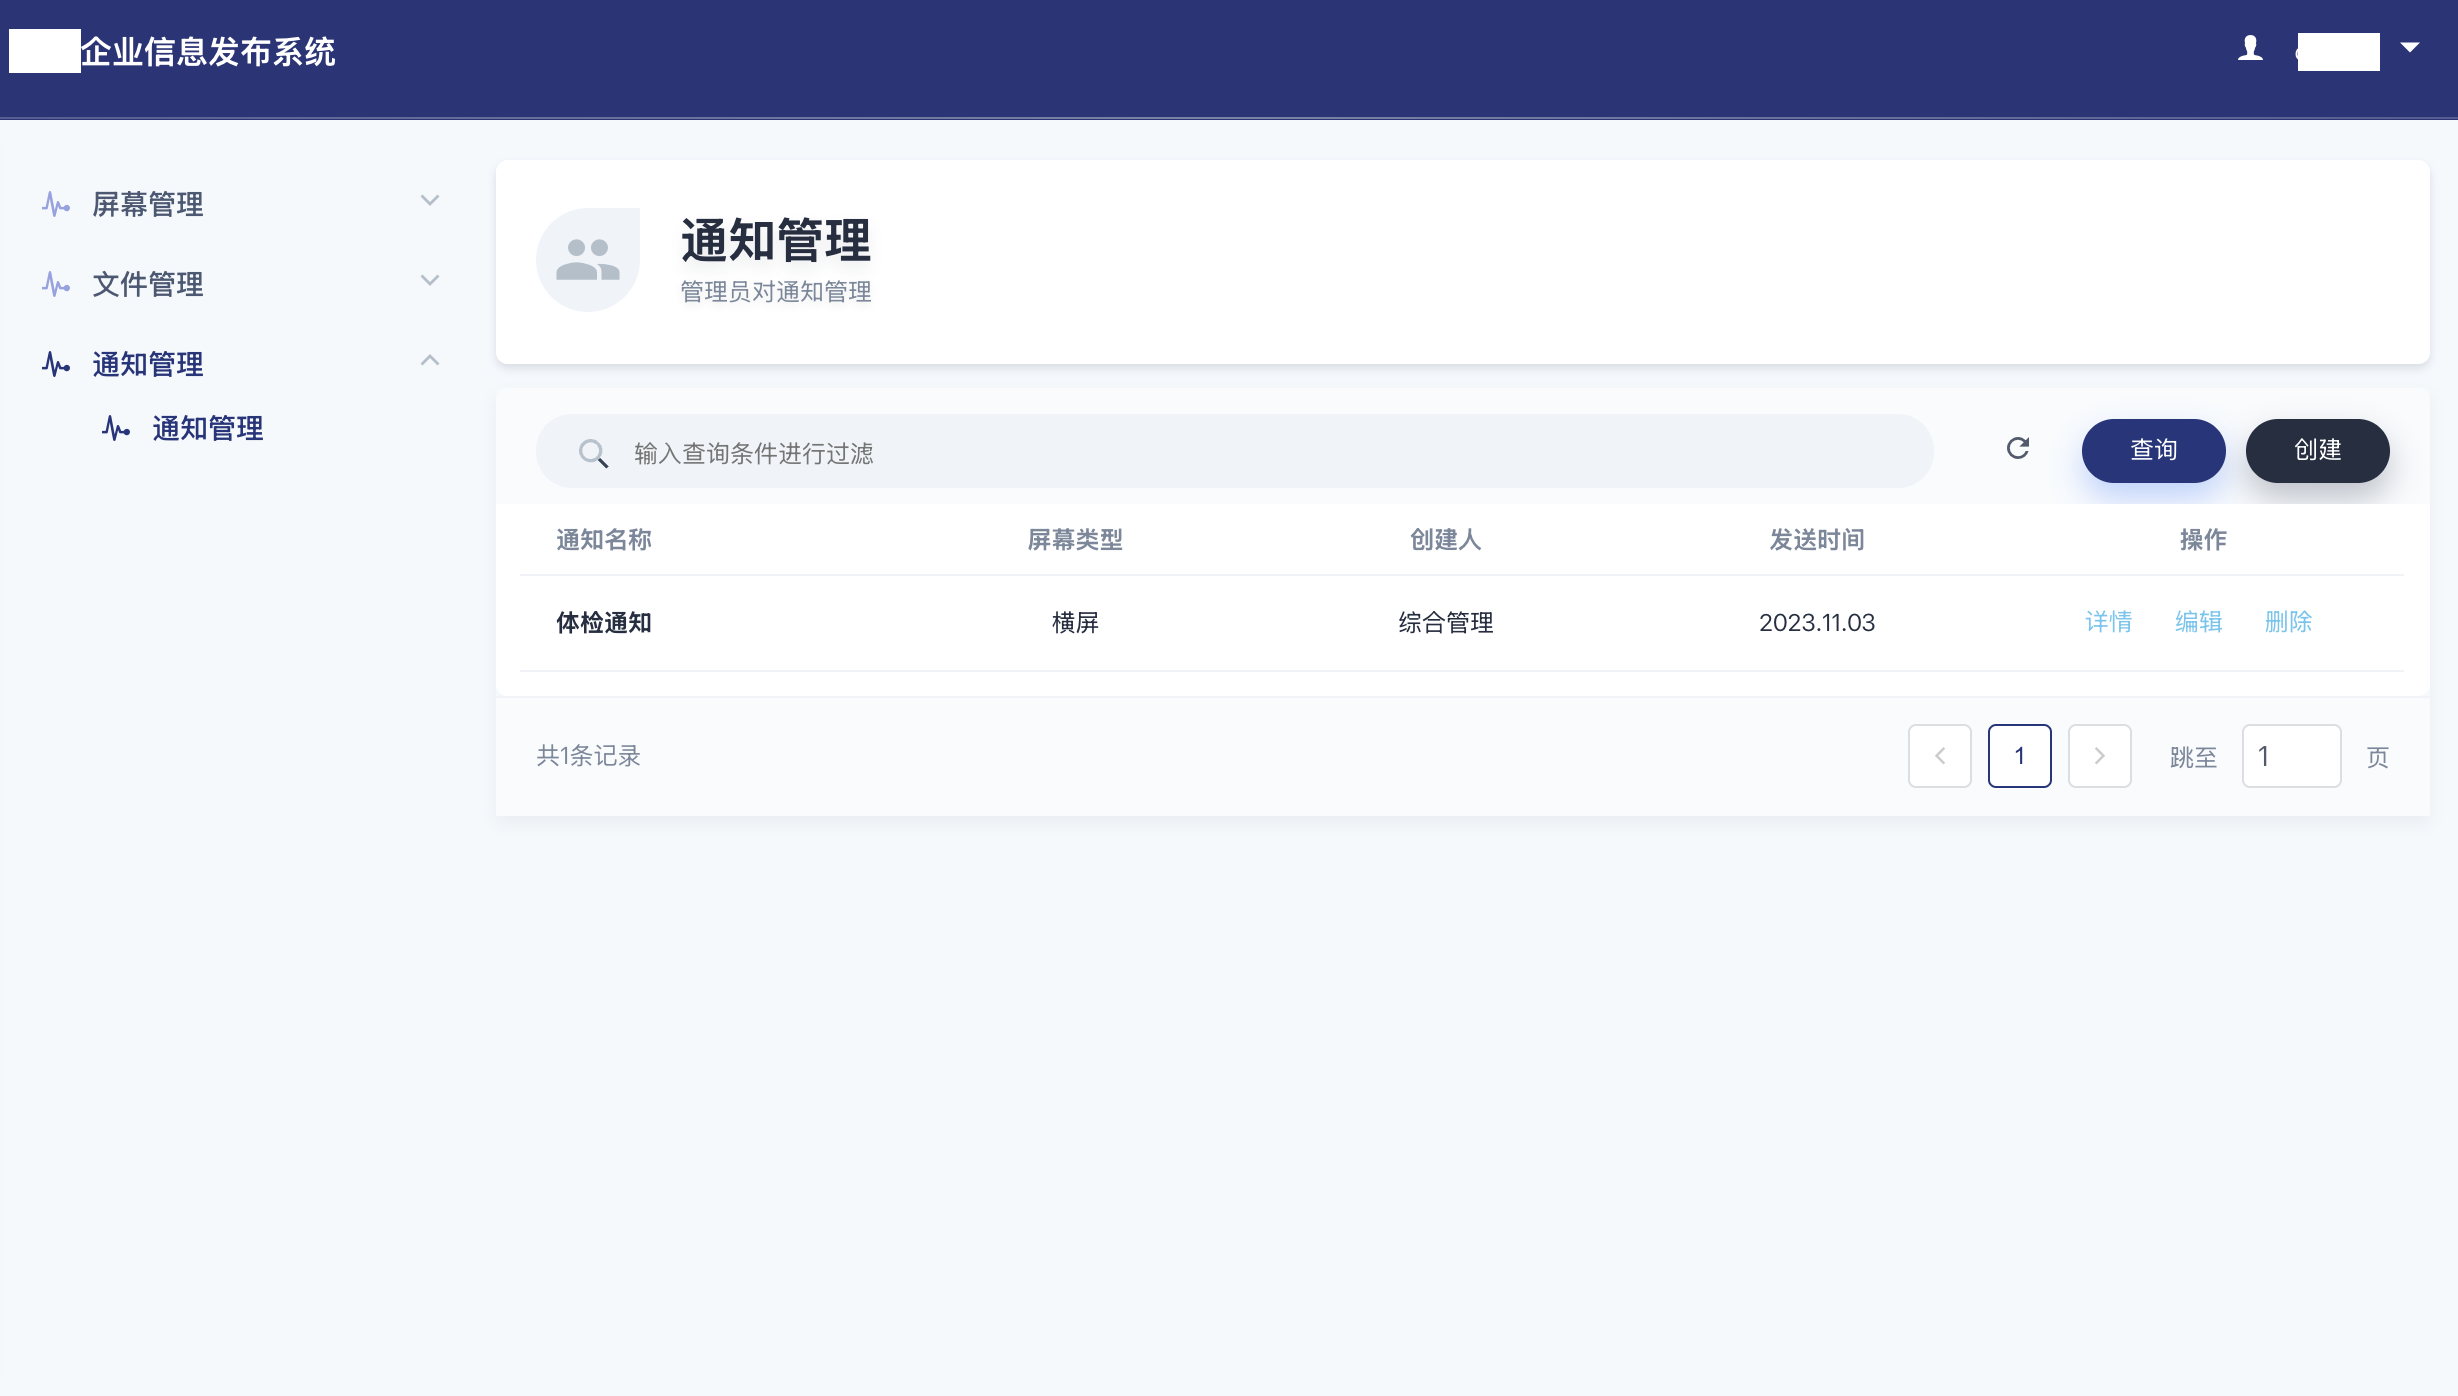 企业信息发布系统
屏幕管理
文件管理
通知管理
通知管理
通知管理
管理员对通知管理
输入查询条件进行过滤
查询
创建
通知名称 屏幕类型 创建人 发送时间 操作
体检通知 横屏 综合管理 2023.11.03 详情 编辑 删除
共1条记录
1
跳至 1 页